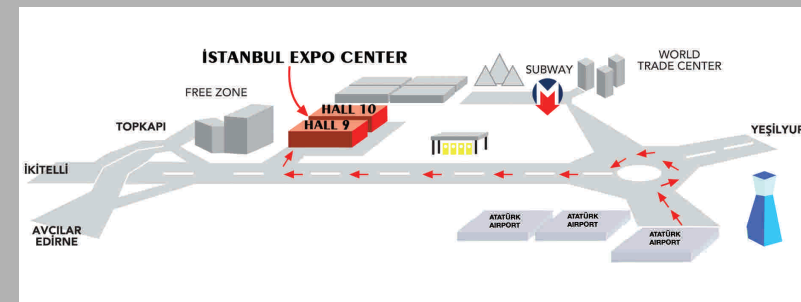 İSTANBUL EXPO CENTER
WORLD
TRADE CENTER
SUBWAY
FREE ZONE
HALL 10
HALL 9
TOPKAPI
YEŞİLYUR
İKİTELLİ
AVCILAR
EDİRNE
ATATÜRK
AIRPORT
ATATÜRK
AIRPORT
ATATÜRK
AIRPORT